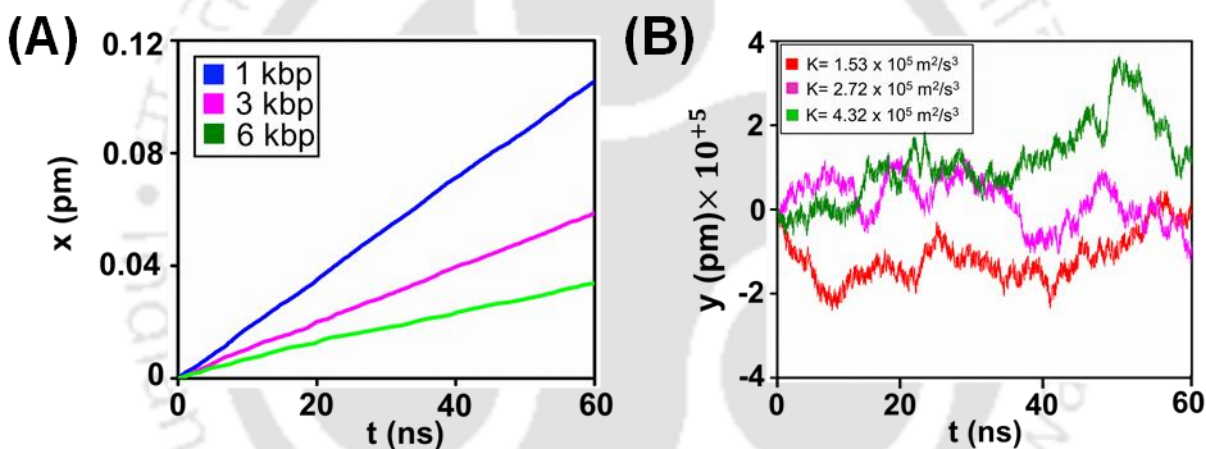 (A)
0.12
0.08
0.04
0
x (pm)
1 kbp
3 kbp
6 kbp
0 20 40 60
t (ns)
(B)
4
2
0
-2
-4
y (pm)× 10⁺⁵
K= 1.53 x 10⁵ m²/s³
K= 2.72 x 10⁵ m²/s³
K= 4.32 x 10⁵ m²/s³
0 20 40 60
t (ns)